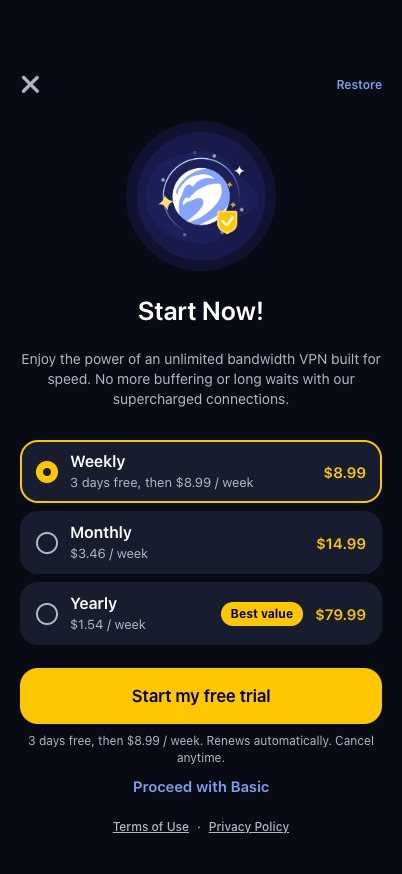 Restore
Start Now!
Enjoy the power of an unlimited bandwidth VPN built for
speed. No more buffering or long waits with our
supercharged connections.
Weekly
3 days free, then $8.99 / week
$8.99
Monthly
$3.46 / week
$14.99
Yearly
$1.54 / week
Best value
$79.99
Start my free trial
3 days free, then $8.99 / week. Renews automatically. Cancel
anytime.
Proceed with Basic
Terms of Use · Privacy Policy